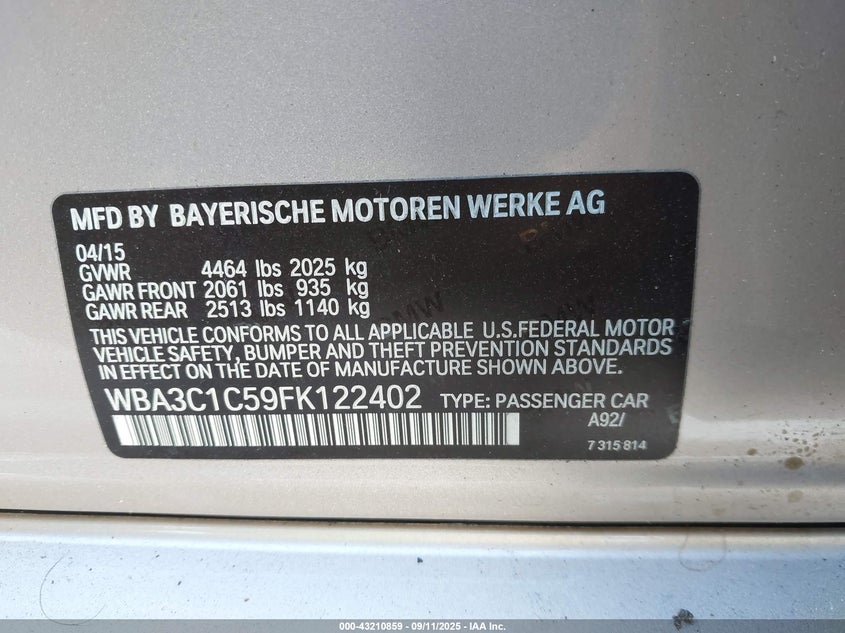 MFD BY BAYERISCHE MOTOREN WERKE AG
04/15
GVWR 4464 lbs 2025 kg
GAWR FRONT 2061 lbs 935 kg
GAWR REAR 2513 lbs 1140 kg
THIS VEHICLE CONFORMS TO ALL APPLICABLE U.S.FEDERAL MOTOR
VEHICLE SAFETY, BUMPER AND THEFT PREVENTION STANDARDS
IN EFFECT ON THE DATE OF MANUFACTURE SHOWN ABOVE.
WBA3C1C59FK122402 TYPE: PASSENGER CAR
A92/
7 315 814
000-43210859 - 09/11/2025 - IAA Inc.